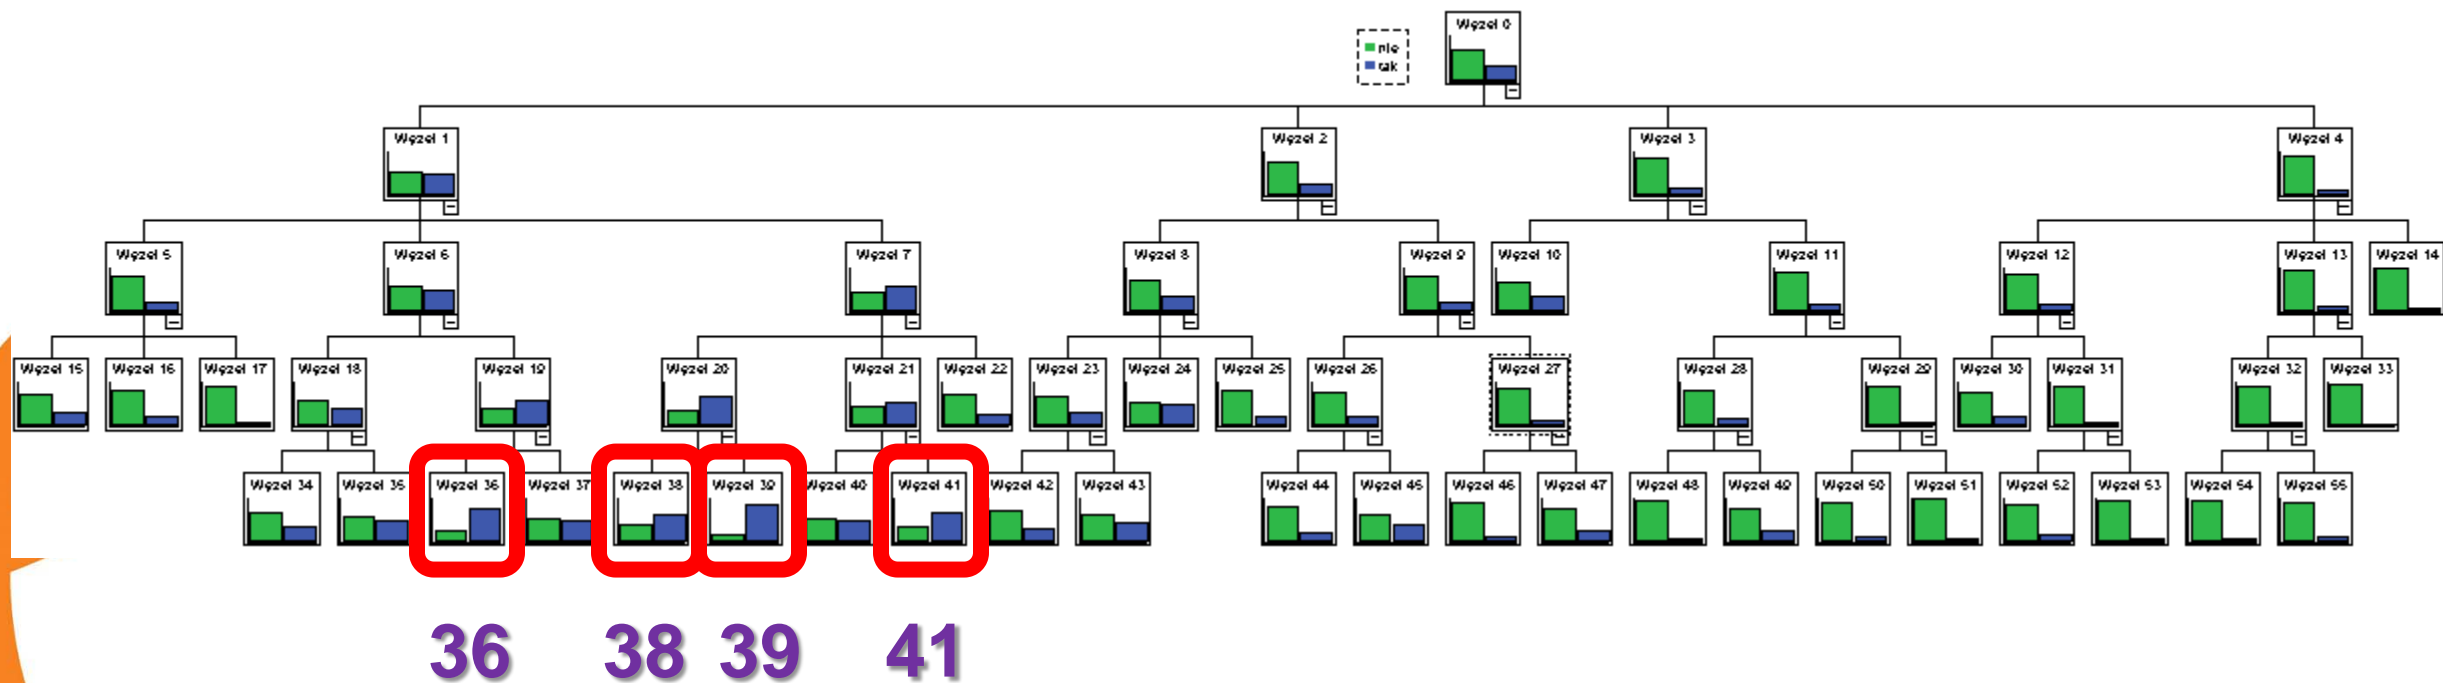 Węzeł 0
nie
tak
Węzeł 1
Węzeł 2
Węzeł 3
Węzeł 4
Węzeł 5
Węzeł 6
Węzeł 7
Węzeł 8
Węzeł 9
Węzeł 10
Węzeł 11
Węzeł 12
Węzeł 13
Węzeł 14
Węzeł 15
Węzeł 16
Węzeł 17
Węzeł 18
Węzeł 19
Węzeł 20
Węzeł 21
Węzeł 22
Węzeł 23
Węzeł 24
Węzeł 25
Węzeł 26
Węzeł 27
Węzeł 28
Węzeł 29
Węzeł 30
Węzeł 31
Węzeł 32
Węzeł 33
Węzeł 34
Węzeł 35
Węzeł 36
Węzeł 37
Węzeł 38
Węzeł 39
Węzeł 40
Węzeł 41
Węzeł 42
Węzeł 43
Węzeł 44
Węzeł 45
Węzeł 46
Węzeł 47
Węzeł 48
Węzeł 49
Węzeł 50
Węzeł 51
Węzeł 52
Węzeł 53
Węzeł 54
Węzeł 55
36 38 39 41